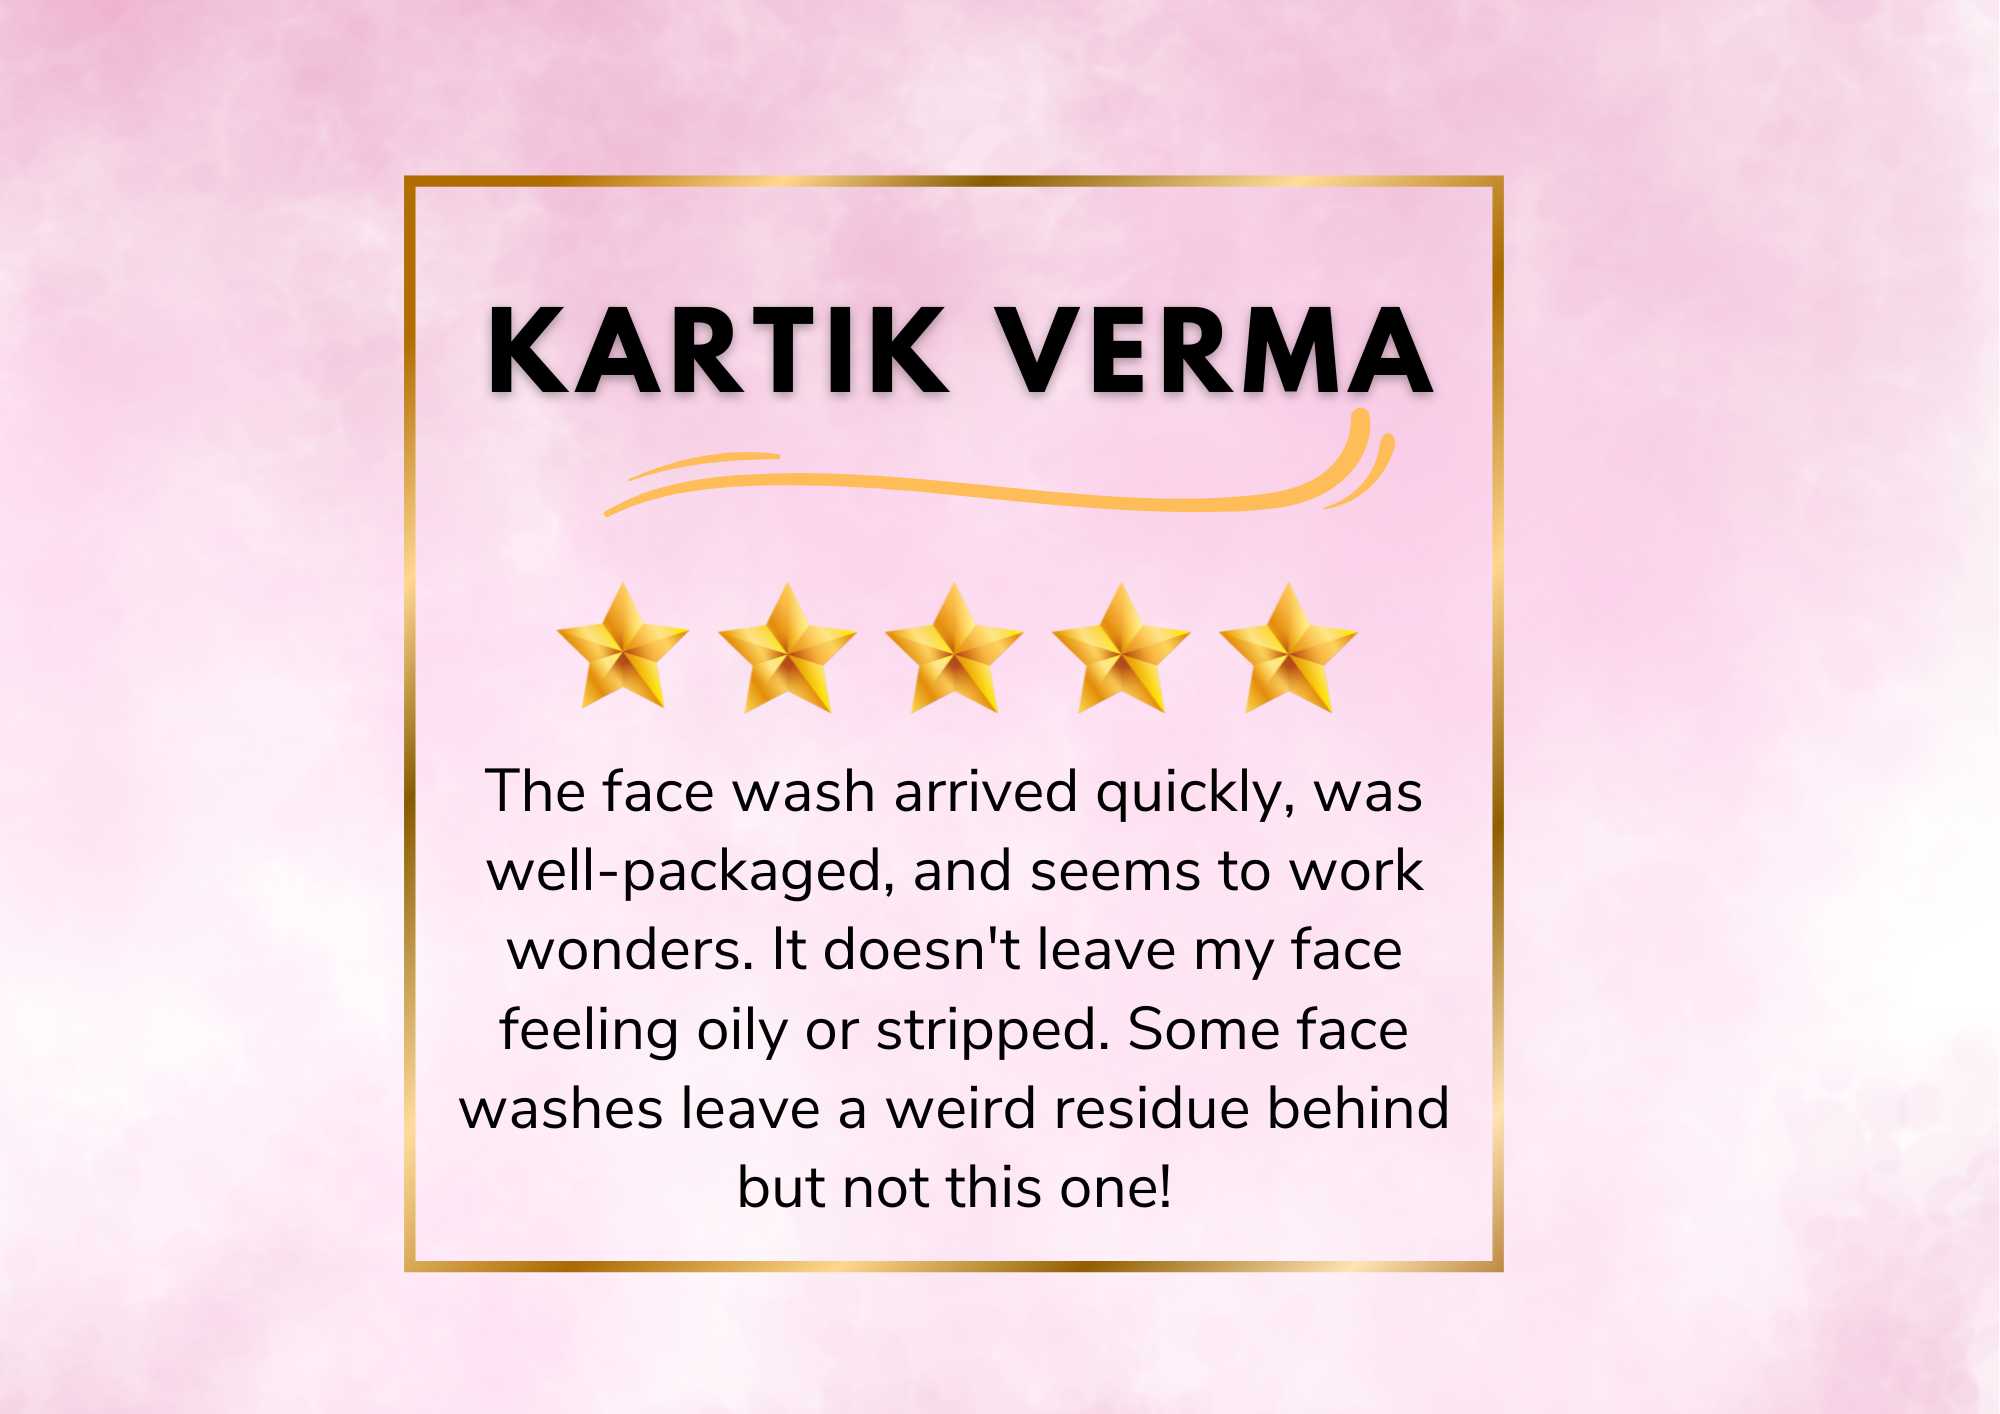 KARTIK VERMA
The face wash arrived quickly, was
well-packaged, and seems to work
wonders. It doesn't leave my face
feeling oily or stripped. Some face
washes leave a weird residue behind
but not this one!